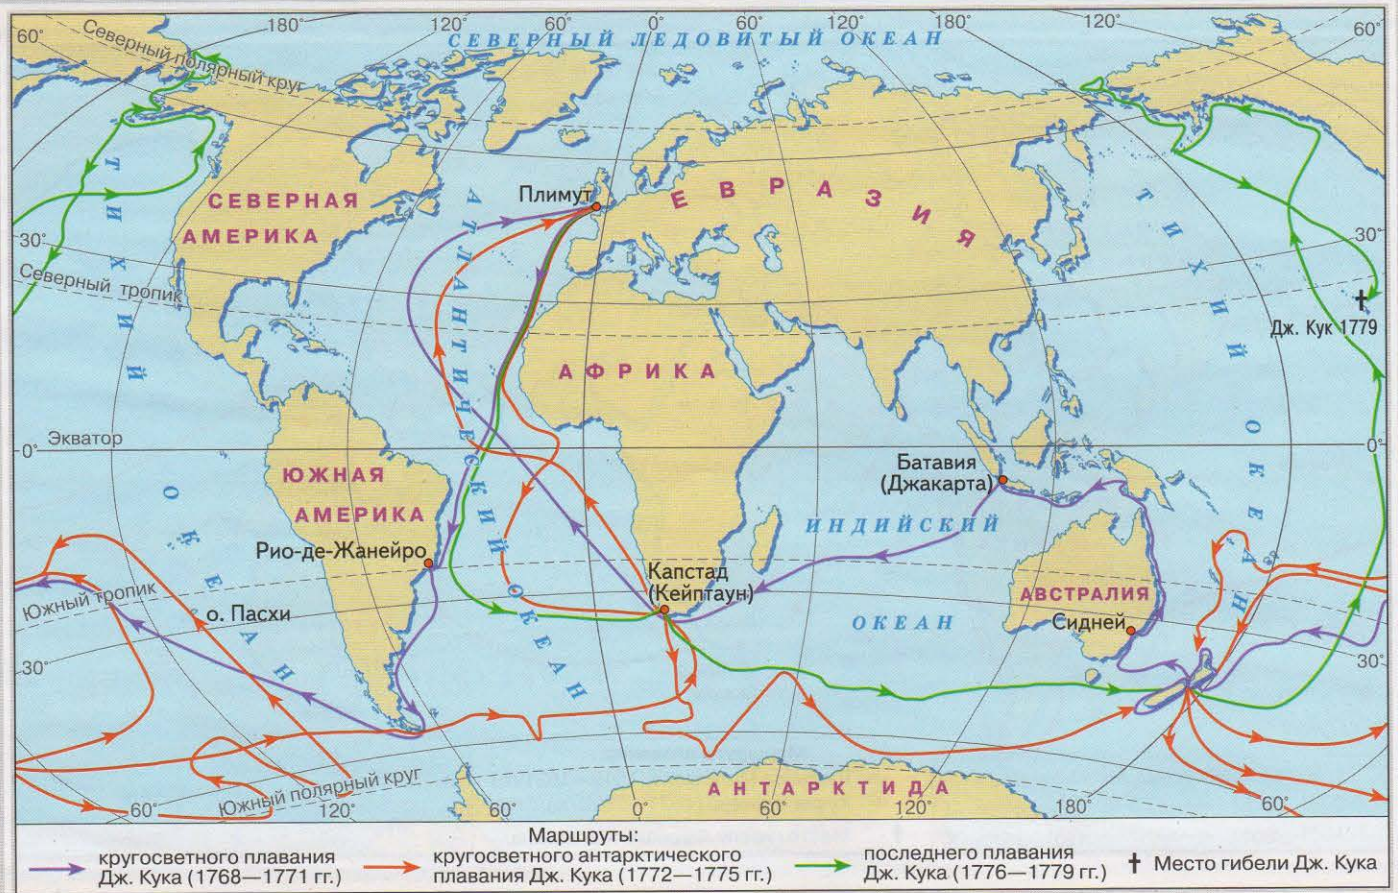 180°
120°
60°
0°
60°
120°
180°
120°
60°
60°
СЕВЕРНЫЙ ЛЕДОВИТЫЙ ОКЕАН
Северный полярный круг
ТИХИЙ
ОКЕАН
СЕВЕРНАЯ
АМЕРИКА
АТЛАНТИЧЕСКИЙ ОКЕАН
Плимут
ЕВРАЗИЯ
ТИХИЙ
ОКЕАН
30°
30°
Северный тропик
Дж. Кук 1779
АФРИКА
0°
Экватор
0°
ЮЖНАЯ
АМЕРИКА
Батавия
(Джакарта)
ИНДИЙСКИЙ
ОКЕАН
Рио-де-Жанейро
Капстад
(Кейптаун)
АВСТРАЛИЯ
Сидней
Южный тропик
о. Пасхи
30°
30°
Южный полярный круг
АНТАРКТИДА
60°
120°
60°
0°
60°
120°
180°
60°
Маршруты:
кругосветного плавания
Дж. Кука (1768—1771 гг.)
кругосветного антарктического
плавания Дж. Кука (1772—1775 гг.)
последнего плавания
Дж. Кука (1776—1779 гг.)
Место гибели Дж. Кука